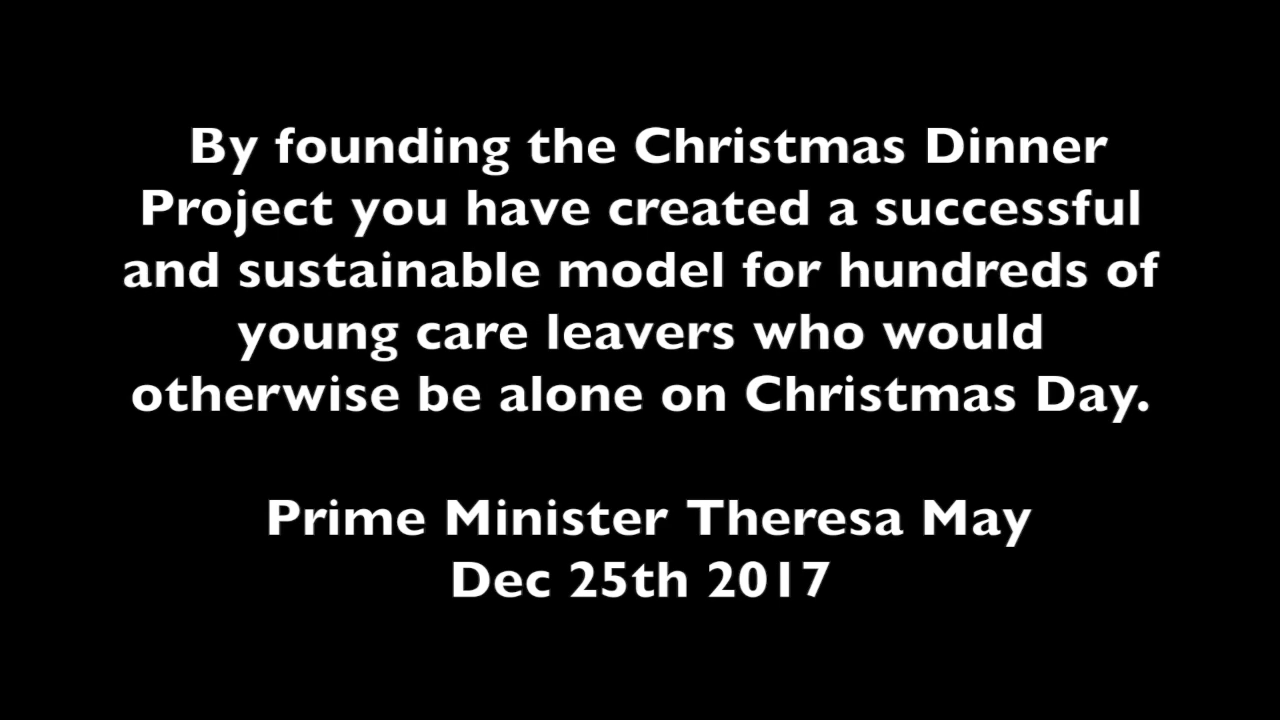 By founding the Christmas Dinner
Project you have created a successful
and sustainable model for hundreds of
young care leavers who would
otherwise be alone on Christmas Day.
Prime Minister Theresa May
Dec 25th 2017